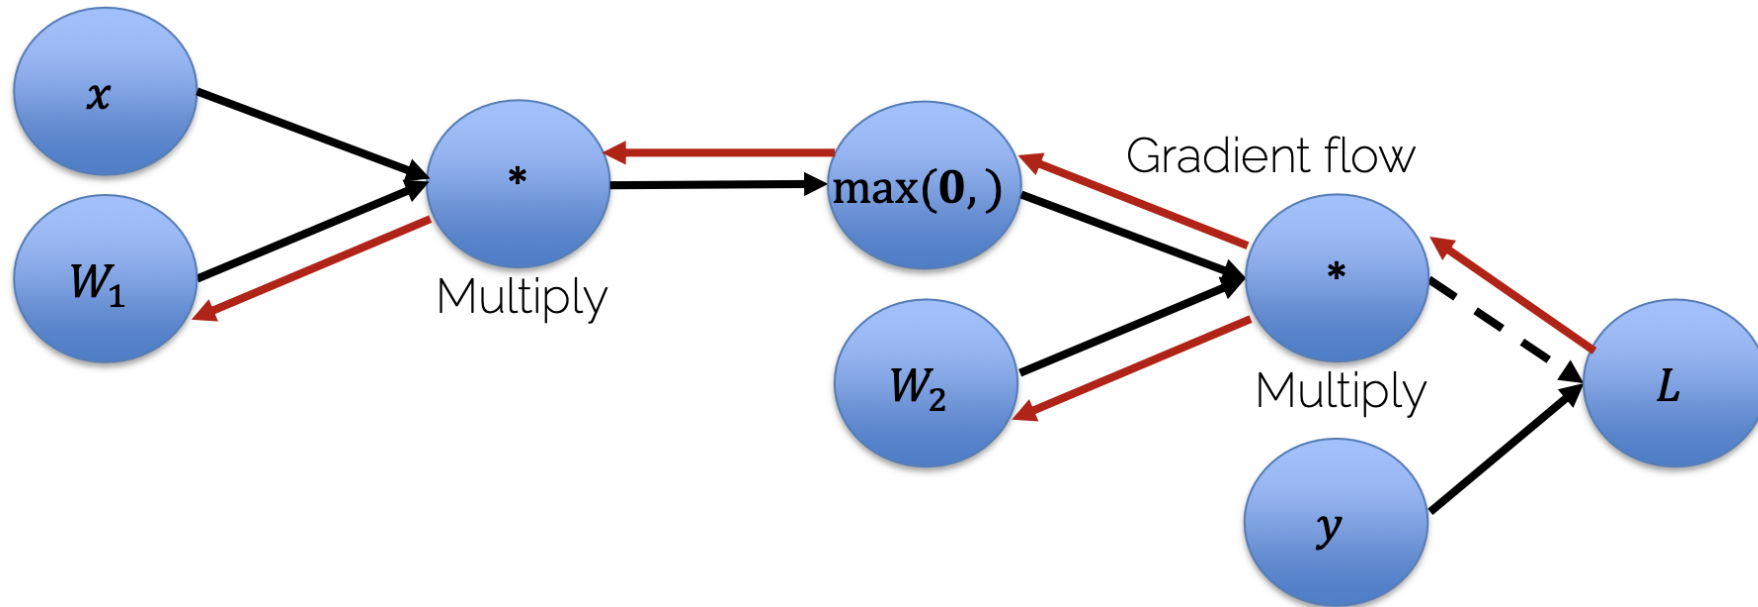 x
W₁
*
Multiply
max(0,)
Gradient flow
*
Multiply
W₂
y
L